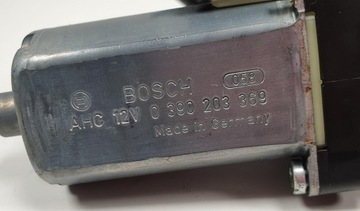 BOSCH
AHC 12V 0 390 203 369
Made in Germany